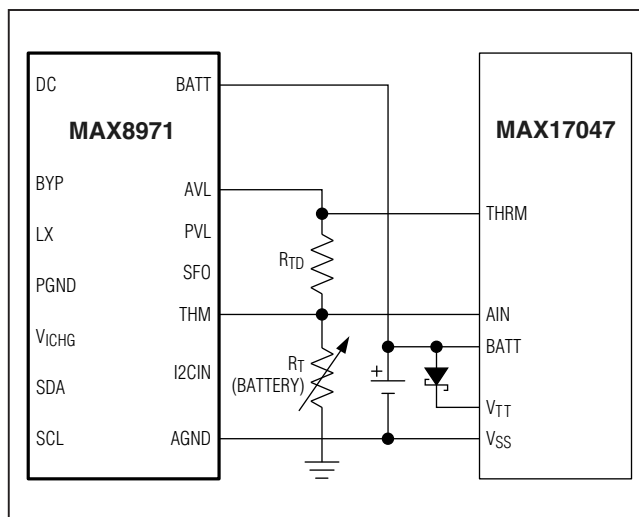 DC BATT
MAX8971
MAX17047
BYP
AVL
THRM
LX
PVL
RTD
SFO
PGND
THM
AIN
VICHG
RT
(BATTERY)
+
BATT
I2CIN
SDA
VTT
SCL
AGND
VSS